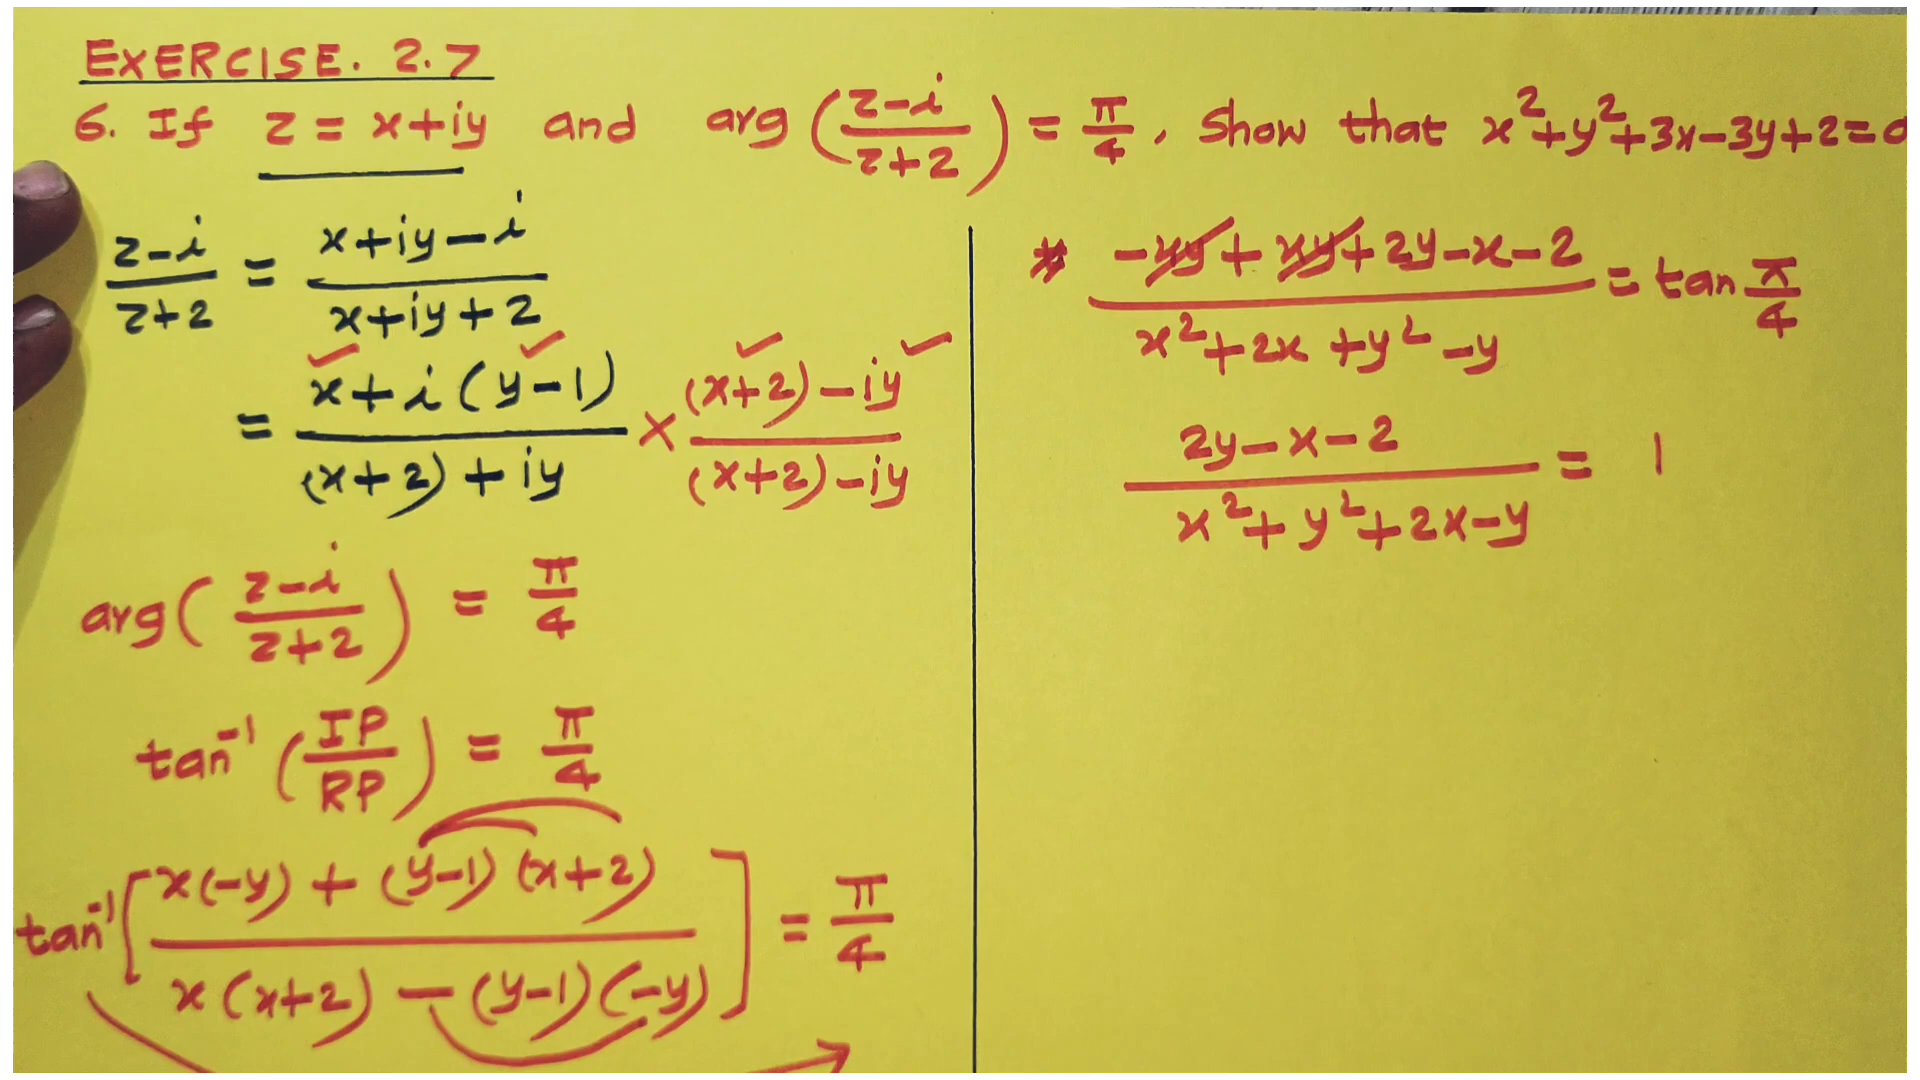 EXERCISE. 2.7
6. If z = x+iy and arg((z-i)/(z+2)) = π/4, Show that x²+y²+3x-3y+2=0
(z-i)/(z+2) = (x+iy-i)/(x+iy+2)
= (x+i(y-1))/((x+2)+iy) × ((x+2)-iy)/((x+2)-iy)
arg((z-i)/(z+2)) = π/4
tan⁻¹(IP/RP) = π/4
tan⁻¹[(x(-y)+(y-1)(x+2))/(x(x+2)-(y-1)(-y))] = π/4
* (-xy+xy+2y-x-2)/(x²+2x+y²-y) = tan π/4
(2y-x-2)/(x²+y²+2x-y) = 1